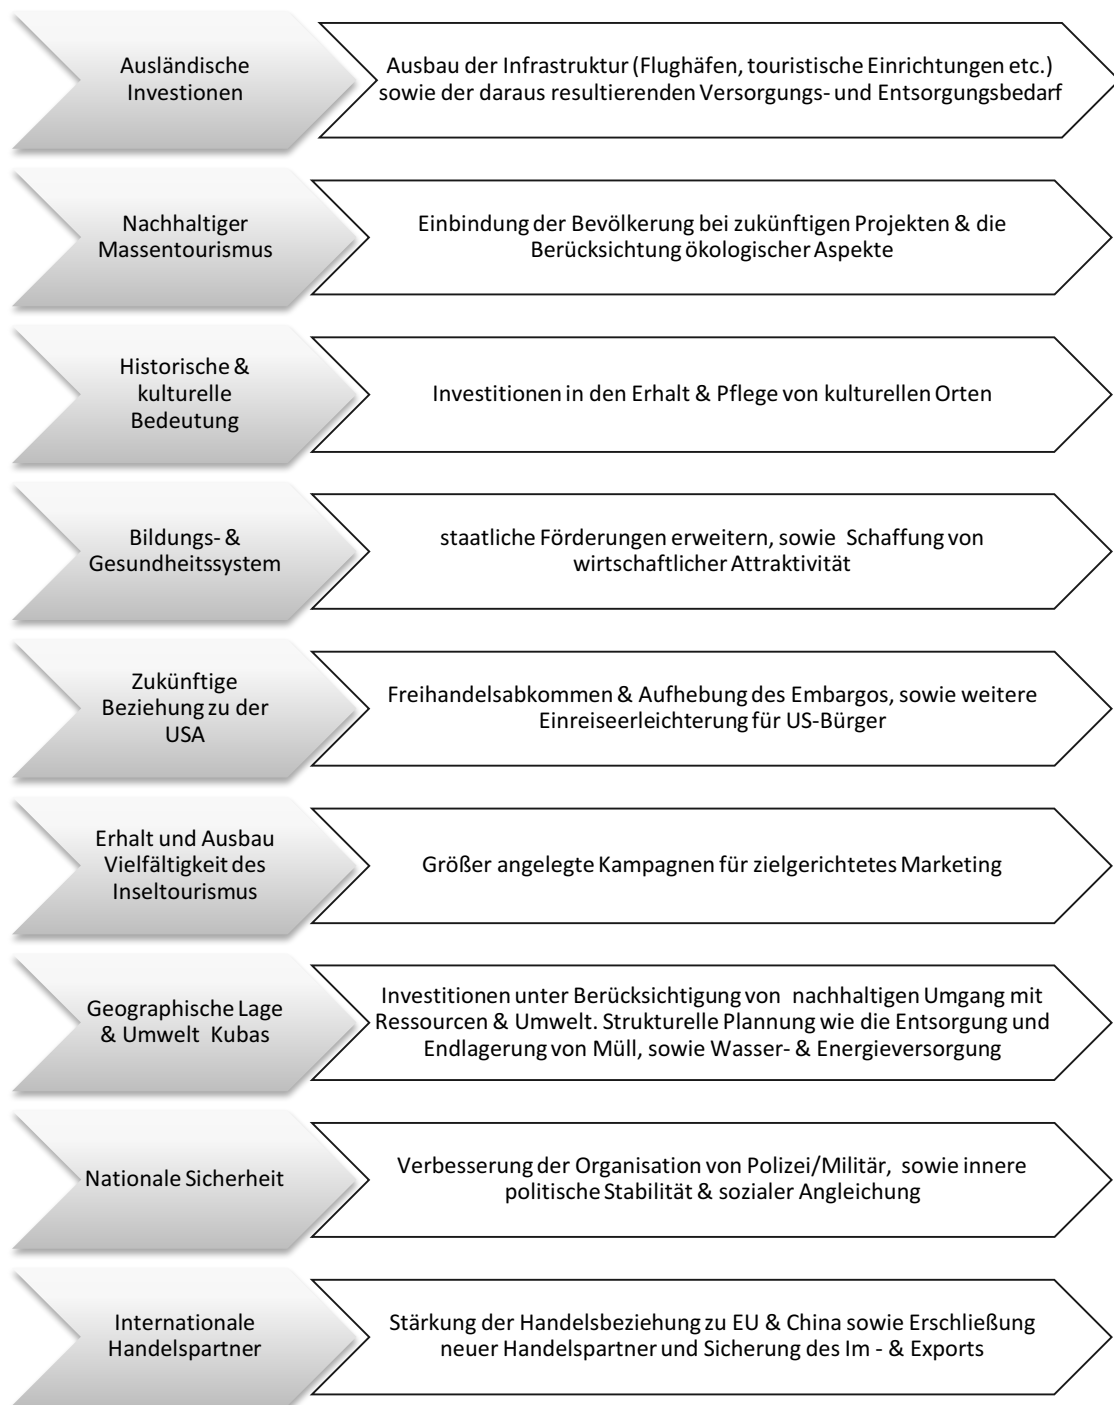 Ausländische
Investionen
Ausbau der Infrastruktur (Flughäfen, touristische Einrichtungen etc.)
sowie der daraus resultierenden Versorgungs- und Entsorgungsbedarf
Nachhaltiger
Massentourismus
Einbindung der Bevölkerung bei zukünftigen Projekten & die
Berücksichtung ökologischer Aspekte
Historische &
kulturelle
Bedeutung
Investitionen in den Erhalt & Pflege von kulturellen Orten
Bildungs- &
Gesundheitssystem
staatliche Förderungen erweitern, sowie Schaffung von
wirtschaftlicher Attraktivität
Zukünftige
Beziehung zu der
USA
Freihandelsabkommen & Aufhebung des Embargos, sowie weitere
Einreiseerleichterung für US-Bürger
Erhalt und Ausbau
Vielfältigkeit des
Inseltourismus
Größer angelegte Kampagnen für zielgerichtetes Marketing
Geographische Lage
& Umwelt Kubas
Investitionen unter Berücksichtigung von nachhaltigen Umgang mit
Ressourcen & Umwelt. Strukturelle Plannung wie die Entsorgung und
Endlagerung von Müll, sowie Wasser- & Energieversorgung
Nationale Sicherheit
Verbesserung der Organisation von Polizei/Militär, sowie innere
politische Stabilität & sozialer Angleichung
Internationale
Handelspartner
Stärkung der Handelsbeziehung zu EU & China sowie Erschließung
neuer Handelspartner und Sicherung des Im - & Exports